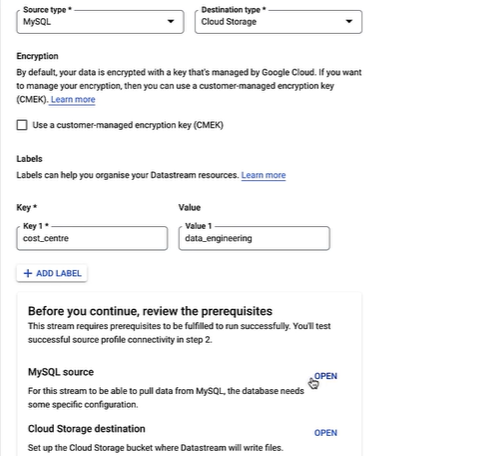 Source type * Destination type *
MySQL Cloud Storage
Encryption
By default, your data is encrypted with a key that's managed by Google Cloud. If you want
to manage your encryption, then you can use a customer-managed encryption key
(CMEK). Learn more
Use a customer-managed encryption key (CMEK)
Labels
Labels can help you organise your Datastream resources. Learn more
Key * Value
Key 1 * Value 1
cost_centre data_engineering
+ ADD LABEL
Before you continue, review the prerequisites
This stream requires prerequisites to be fulfilled to run successfully. You'll test
successful source profile connectivity in step 2.
MySQL source OPEN
For this stream to be able to pull data from MySQL, the database needs
some specific configuration.
Cloud Storage destination OPEN
Set up the Cloud Storage bucket where Datastream will write files.